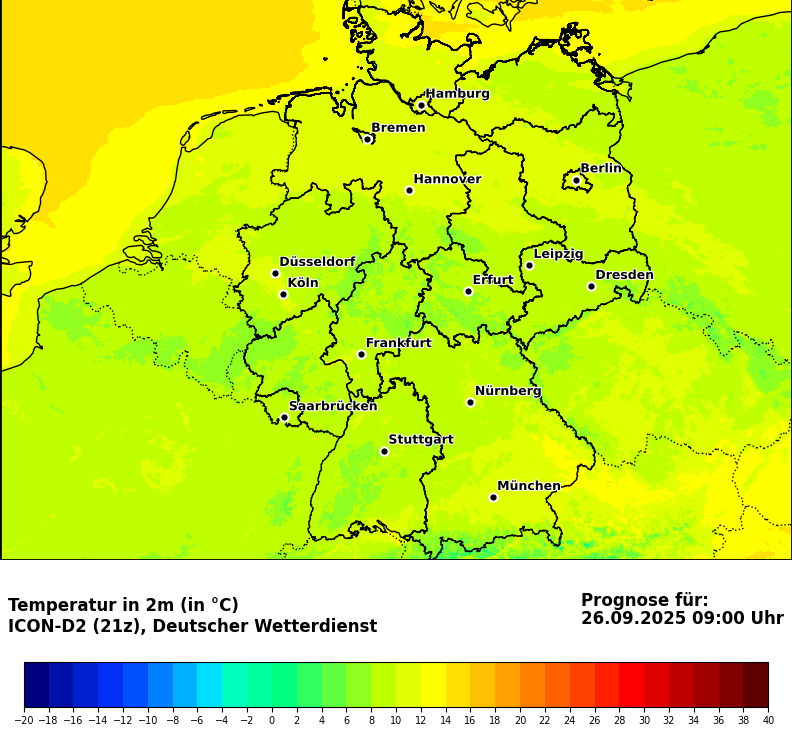 Hamburg
Bremen
Berlin
Hannover
Leipzig
Düsseldorf
Dresden
Köln
Erfurt
Frankfurt
Nürnberg
Saarbrücken
Stuttgart
München
Temperatur in 2m (in °C)
ICON-D2 (21z), Deutscher Wetterdienst
Prognose für:
26.09.2025 09:00 Uhr
−20 −18 −16 −14 −12 −10 −8 −6 −4 −2 0 2 4 6 8 10 12 14 16 18 20 22 24 26 28 30 32 34 36 38 40